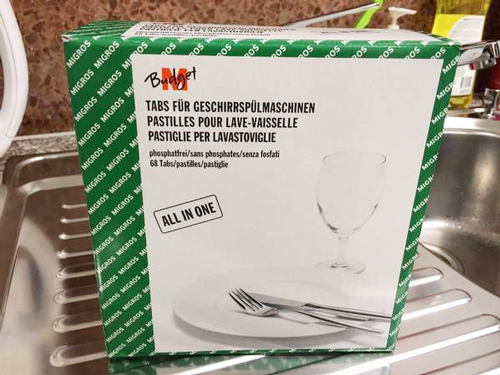 M
Budget
TABS FÜR GESCHIRRSPÜLMASCHINEN
PASTILLES POUR LAVE-VAISSELLE
PASTIGLIE PER LAVASTOVIGLIE
phosphatfrei/sans phosphates/senza fosfati
68 Tabs/pastilles/pastiglie
ALL IN ONE
MIGROS